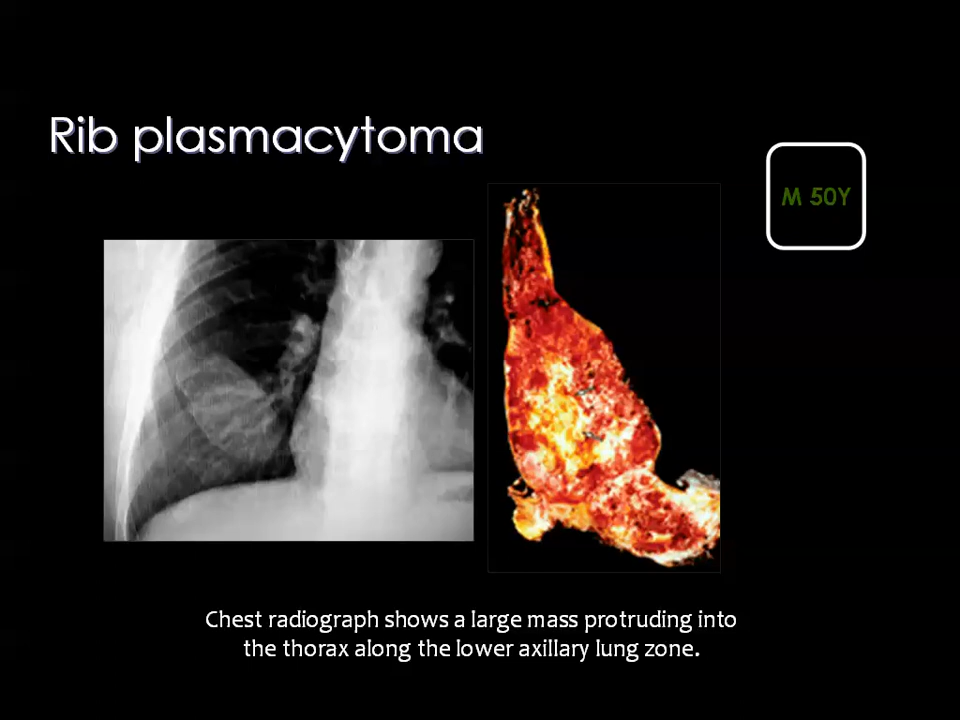 Rib plasmacytoma
M 50Y
Chest radiograph shows a large mass protruding into
the thorax along the lower axillary lung zone.